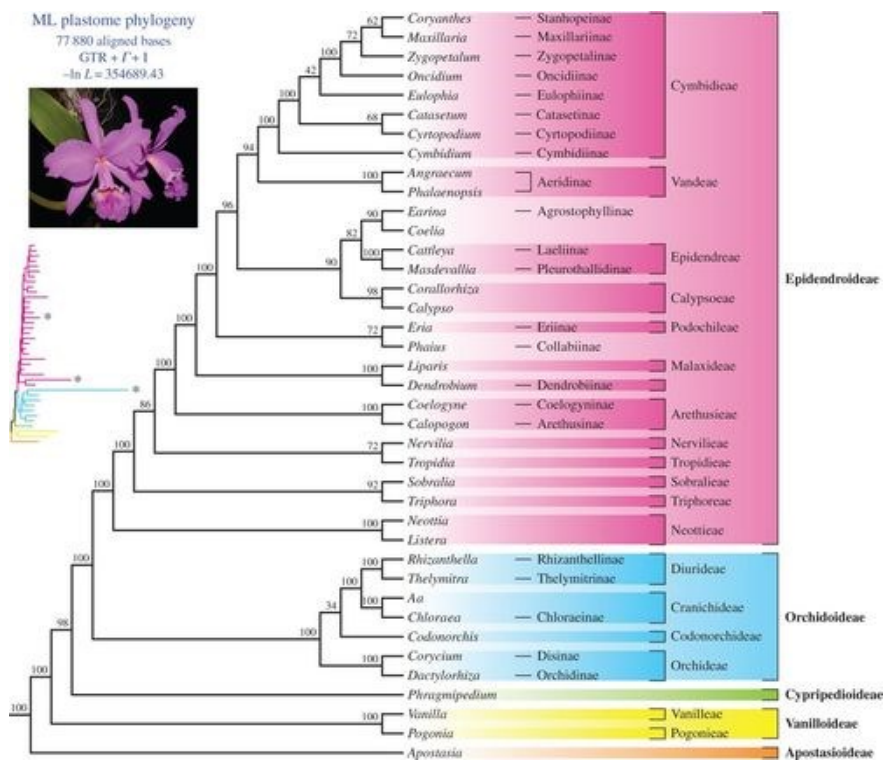 ML plastome phylogeny
77 880 aligned bases
GTR + Γ + I
–ln L = 354689.43
62
72
100
42
100
68
100
100
94
100
96
90
82
100
90
98
100
72
100
100
100
86
72
100
92
100
100
100
100
100
34
100
100
100
98
100
100
100
Coryanthes — Stanhopeinae
Maxillaria — Maxillariinae
Zygopetalum — Zygopetalinae
Oncidium — Oncidiinae
Eulophia — Eulophiinae
Catasetum — Catasetinae
Cyrtopodium — Cyrtopodiinae
Cymbidium — Cymbidiinae
Cymbidieae
Angraecum
Phalaenopsis
Aeridinae
Vandeae
Earina — Agrostophyllinae
Coelia
Cattleya — Laeliinae
Masdevallia — Pleurothallidinae
Epidendreae
Corallorhiza
Calypso
Calypsoeae
Eria — Eriinae
Podochileae
Phaius — Collabiinae
Liparis
Malaxideae
Dendrobium — Dendrobiinae
Coelogyne — Coelogyninae
Calopogon — Arethusinae
Arethusieae
Nervilia
Nervilieae
Tropidia
Tropidieae
Sobralia
Sobralieae
Triphora
Triphoreae
Neottia
Listera
Neottieae
Epidendroideae
Rhizanthella — Rhizanthellinae
Thelymitra — Thelymitrinae
Diurideae
Aa
Chloraea — Chloraeinae
Cranichideae
Codonorchis
Codonorchideae
Corycium — Disinae
Dactylorhiza — Orchidinae
Orchideae
Orchidoideae
Phragmipedium
Cypripedioideae
Vanilla
Vanilleae
Pogonia
Pogonieae
Vanilloideae
Apostasia
Apostasioideae